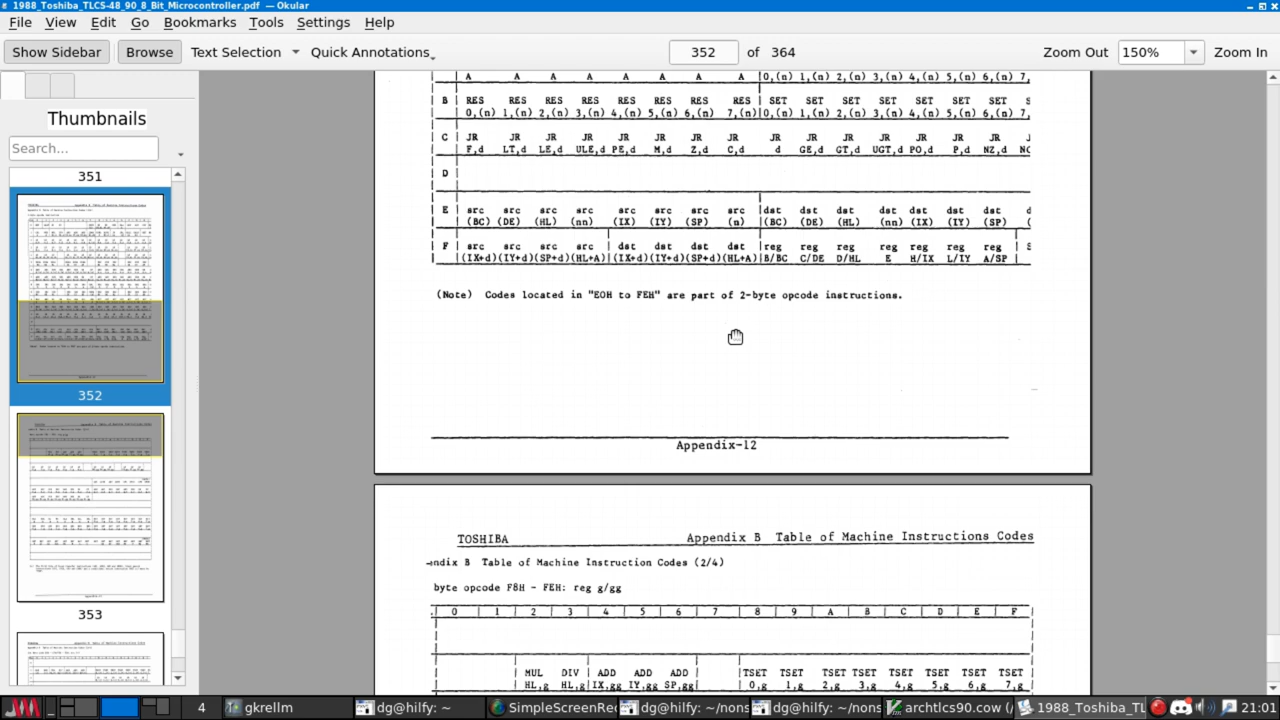 1988_Toshiba_TLCS-48_90_8_Bit_Microcontroller.pdf — Okular
File View Edit Go Bookmarks Tools Settings Help
Show Sidebar Browse Text Selection Quick Annotations 352 of 364 Zoom Out 150% Zoom In
Thumbnails
Search...
351
352
353
A A A A A A A A 0,(n) 1,(n) 2,(n) 3,(n) 4,(n) 5,(n) 6,(n) 7,
B RES RES RES RES RES RES RES RES SET SET SET SET SET SET SET
0,(n) 1,(n) 2,(n) 3,(n) 4,(n) 5,(n) 6,(n) 7,(n) 0,(n) 1,(n) 2,(n) 3,(n) 4,(n) 5,(n) 6,(n) 7,
C JR JR JR JR JR JR JR JR JR JR JR JR JR JR JR
F,d LT,d LE,d ULE,d PE,d M,d Z,d C,d d GE,d GT,d UGT,d PO,d P,d NZ,d NC
D
E src src src src src src src src dst dst dst dst dst dst dst
(BC) (DE) (HL) (nn) (IX) (IY) (SP) (n) (BC) (DE) (HL) (nn) (IX) (IY) (SP)
F src src src src dst dst dst dst reg reg reg reg reg reg reg
(IX+d) (IY+d) (SP+d) (HL+A) (IX+d) (IY+d) (SP+d) (HL+A) B/BC C/DE D/HL E H/IX L/IY A/SP
(Note) Codes located in "EOH to FEH" are part of 2-byte opcode instructions.
Appendix-12
TOSHIBA Appendix B Table of Machine Instructions Codes
endix B Table of Machine Instruction Codes (2/4)
byte opcode F8H - FEH: reg g/gg
0 1 2 3 4 5 6 7 8 9 A B C D E F
MUL DIV ADD ADD ADD TSET TSET TSET TSET TSET TSET TSET TSET
HL,g HL,g IX,gg IY,gg SP,gg 0,g 1,g 2,g 3,g 4,g 5,g 6,g 7,g
4 gkrellm dg@hilfy: ~ SimpleScreenRec dg@hilfy: ~/nons dg@hilfy: ~/nons archtlcs90.cow (/ 1988_Toshiba_TL 21:01